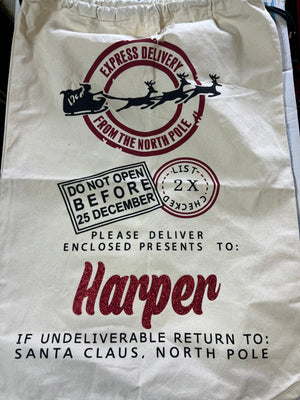 EXPRESS DELIVERY
FROM THE NORTH POLE
DO NOT OPEN
BEFORE
25 DECEMBER
LIST
2 X
CHECKED
PLEASE DELIVER
ENCLOSED PRESENTS TO:
Harper
IF UNDELIVERABLE RETURN TO:
SANTA CLAUS, NORTH POLE